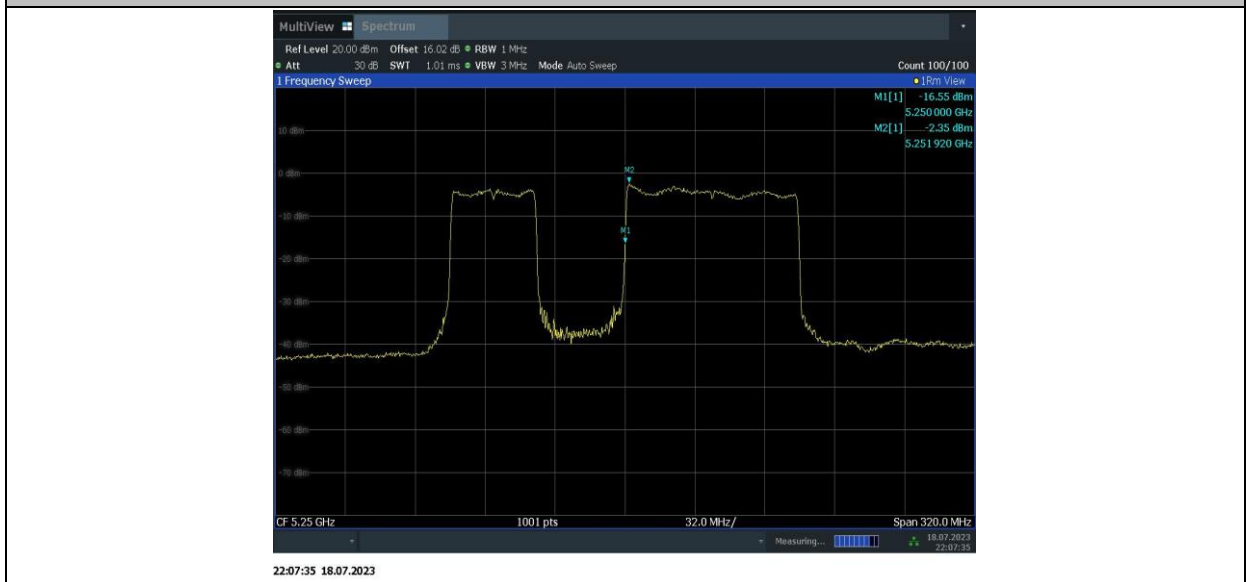 MultiView Spectrum
Ref Level 20.00 dBm Offset 16.02 dB RBW 1 MHz
Att 30 dB SWT 1.01 ms VBW 3 MHz Mode Auto Sweep Count 100/100
1 Frequency Sweep 1Rm View
M1[1] -16.55 dBm
5.250 000 GHz
10 dBm
M2[1] -2.35 dBm
5.251 920 GHz
0 dBm
M2
-10 dBm
M1
-20 dBm
-30 dBm
-40 dBm
-50 dBm
-60 dBm
-70 dBm
CF 5.25 GHz 1001 pts 32.0 MHz/ Span 320.0 MHz
Measuring... 18.07.2023
22:07:35
22:07:35 18.07.2023